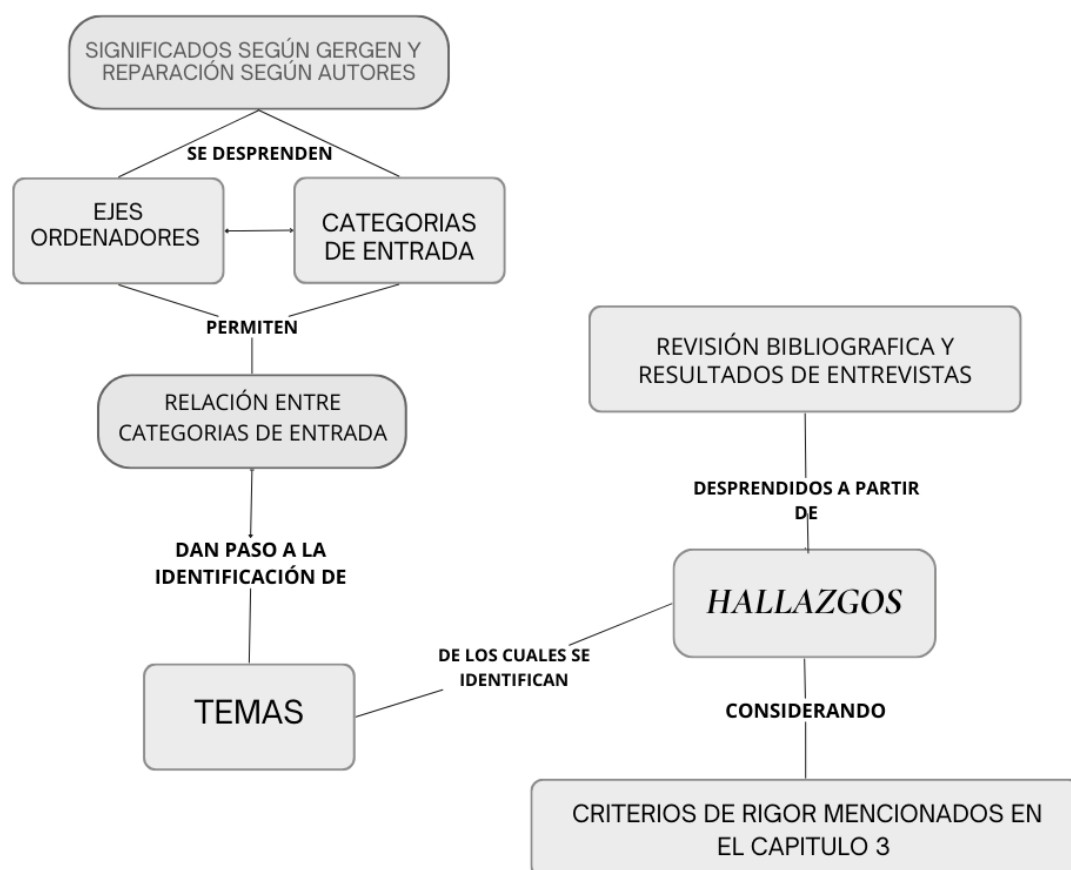 SIGNIFICADOS SEGÚN GERGEN Y
REPARACIÓN SEGÚN AUTORES
SE DESPRENDEN
EJES
ORDENADORES
CATEGORIAS
DE ENTRADA
PERMITEN
RELACIÓN ENTRE
CATEGORIAS DE ENTRADA
DAN PASO A LA
IDENTIFICACIÓN DE
TEMAS
DE LOS CUALES SE
IDENTIFICAN
REVISIÓN BIBLIOGRAFICA Y
RESULTADOS DE ENTREVISTAS
DESPRENDIDOS A PARTIR
DE
HALLAZGOS
CONSIDERANDO
CRITERIOS DE RIGOR MENCIONADOS EN
EL CAPITULO 3